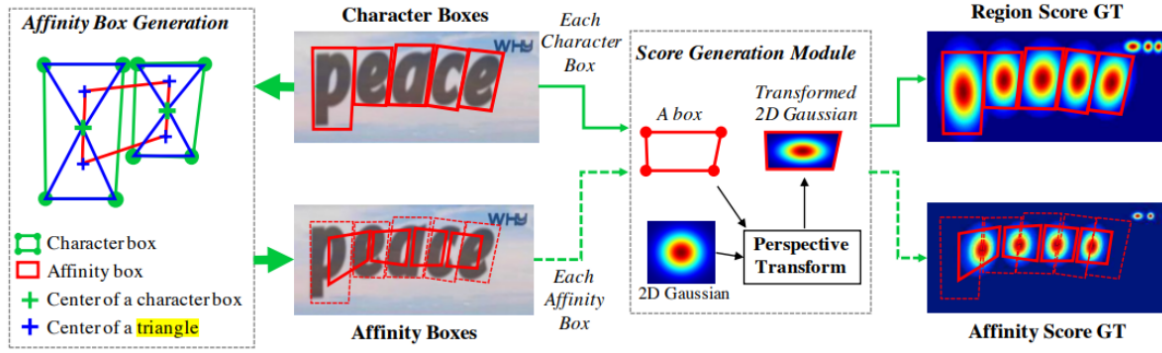 Affinity Box Generation
Character box
Affinity box
Center of a character box
Center of a triangle
Character Boxes
WHY
peace
WHY
peace
Affinity Boxes
Each
Character
Box
Each
Affinity
Box
Score Generation Module
A box
Transformed
2D Gaussian
2D Gaussian
Perspective
Transform
Region Score GT
Affinity Score GT